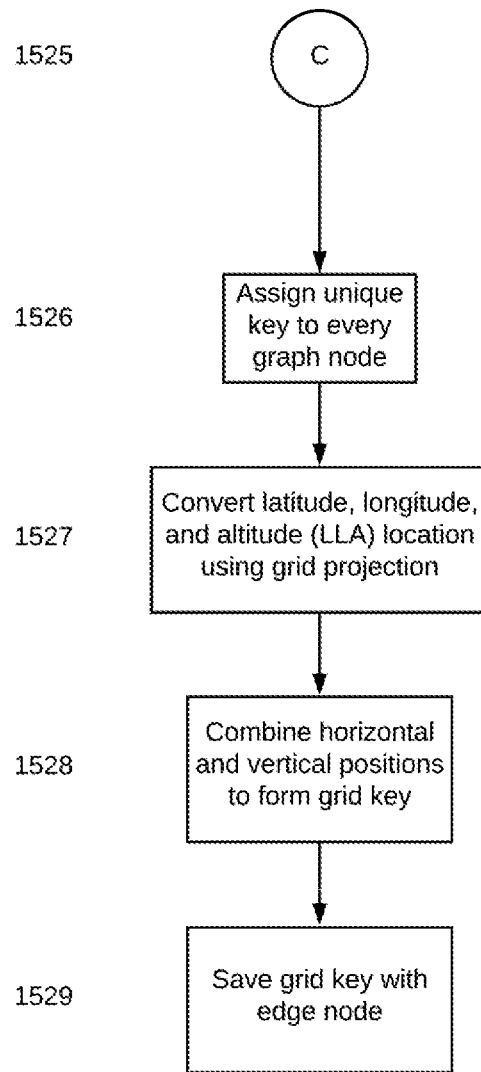 1525
C
1526
Assign unique
key to every
graph node
1527
Convert latitude, longitude,
and altitude (LLA) location
using grid projection
1528
Combine horizontal
and vertical positions
to form grid key
1529
Save grid key with
edge node